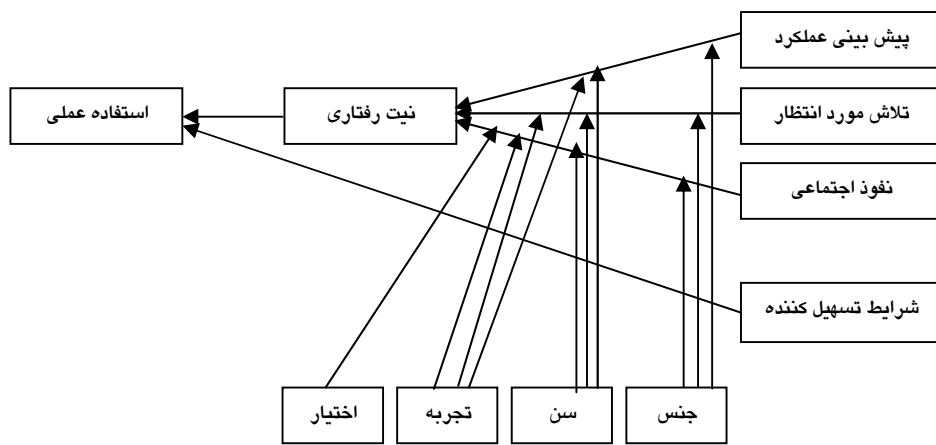 پیش بینی عملکرد
تلاش مورد انتظار
نیت رفتاری
استفاده عملی
نفوذ اجتماعی
شرایط تسهیل کننده
جنس
سن
تجربه
اختیار